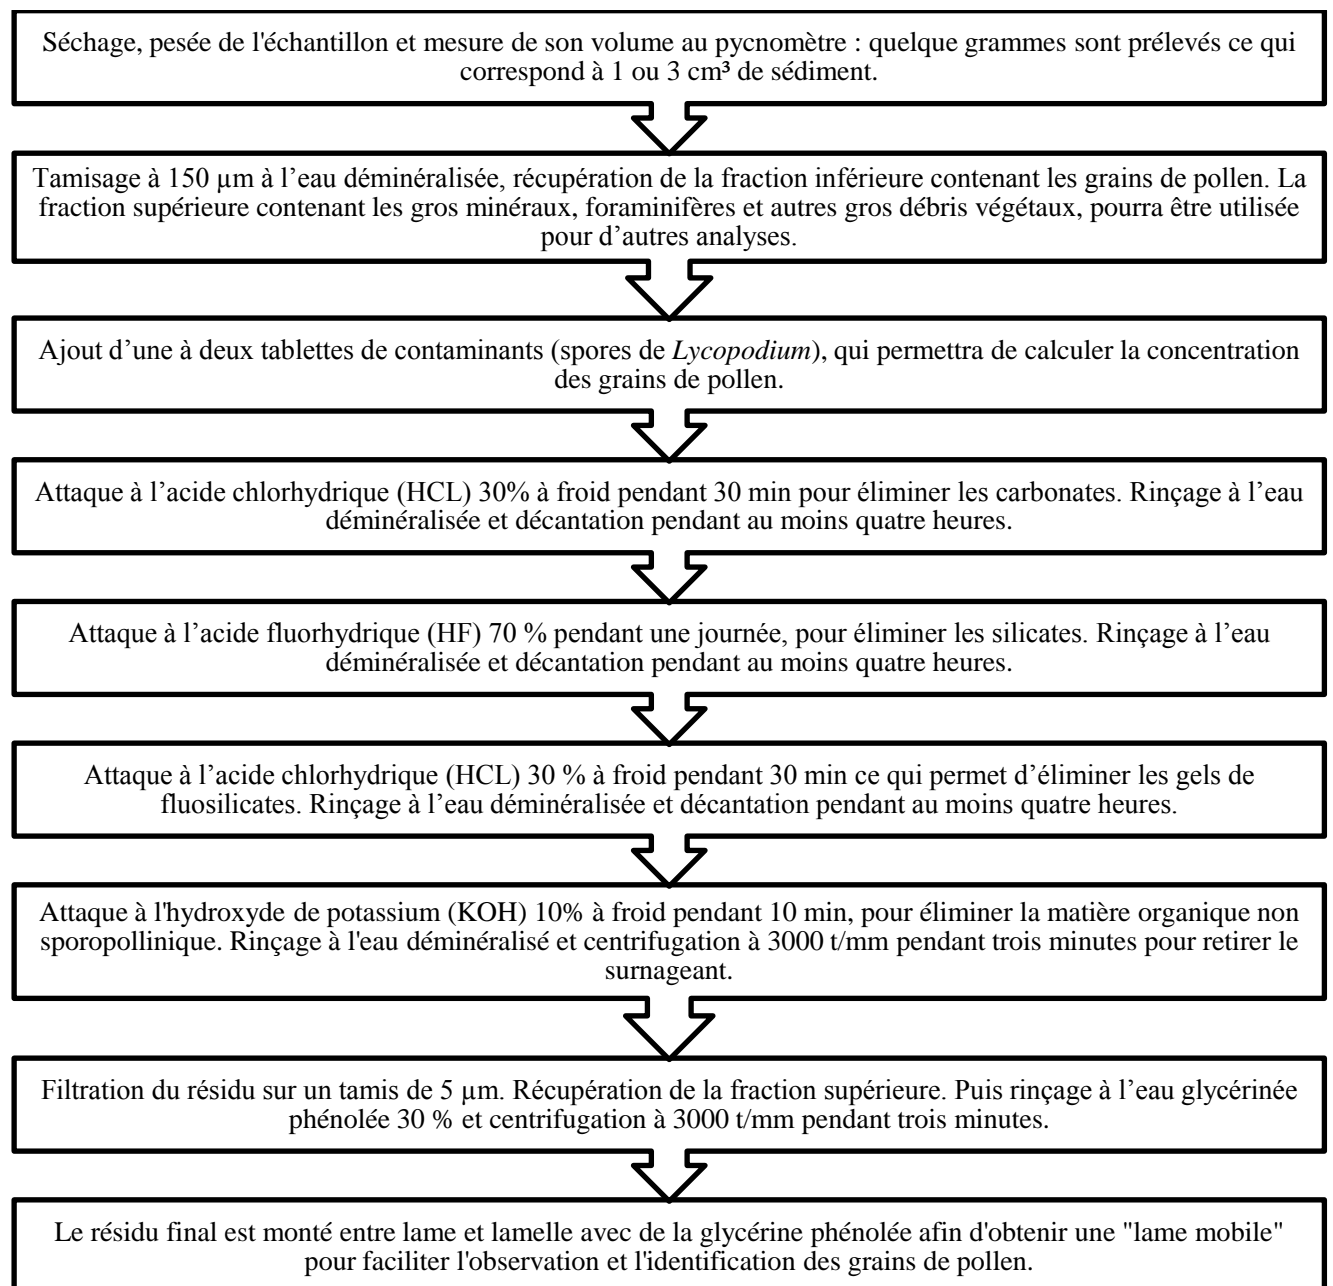 Séchage, pesée de l'échantillon et mesure de son volume au pycnomètre : quelque grammes sont prélevés ce qui
correspond à 1 ou 3 cm³ de sédiment.
Tamisage à 150 µm à l’eau déminéralisée, récupération de la fraction inférieure contenant les grains de pollen. La
fraction supérieure contenant les gros minéraux, foraminifères et autres gros débris végétaux, pourra être utilisée
pour d’autres analyses.
Ajout d’une à deux tablettes de contaminants (spores de Lycopodium), qui permettra de calculer la concentration
des grains de pollen.
Attaque à l’acide chlorhydrique (HCL) 30% à froid pendant 30 min pour éliminer les carbonates. Rinçage à l’eau
déminéralisée et décantation pendant au moins quatre heures.
Attaque à l’acide fluorhydrique (HF) 70 % pendant une journée, pour éliminer les silicates. Rinçage à l’eau
déminéralisée et décantation pendant au moins quatre heures.
Attaque à l’acide chlorhydrique (HCL) 30 % à froid pendant 30 min ce qui permet d’éliminer les gels de
fluosilicates. Rinçage à l’eau déminéralisée et décantation pendant au moins quatre heures.
Attaque à l'hydroxyde de potassium (KOH) 10% à froid pendant 10 min, pour éliminer la matière organique non
sporopollinique. Rinçage à l'eau déminéralisé et centrifugation à 3000 t/mm pendant trois minutes pour retirer le
surnageant.
Filtration du résidu sur un tamis de 5 µm. Récupération de la fraction supérieure. Puis rinçage à l’eau glycérinée
phénolée 30 % et centrifugation à 3000 t/mm pendant trois minutes.
Le résidu final est monté entre lame et lamelle avec de la glycérine phénolée afin d'obtenir une "lame mobile"
pour faciliter l'observation et l'identification des grains de pollen.